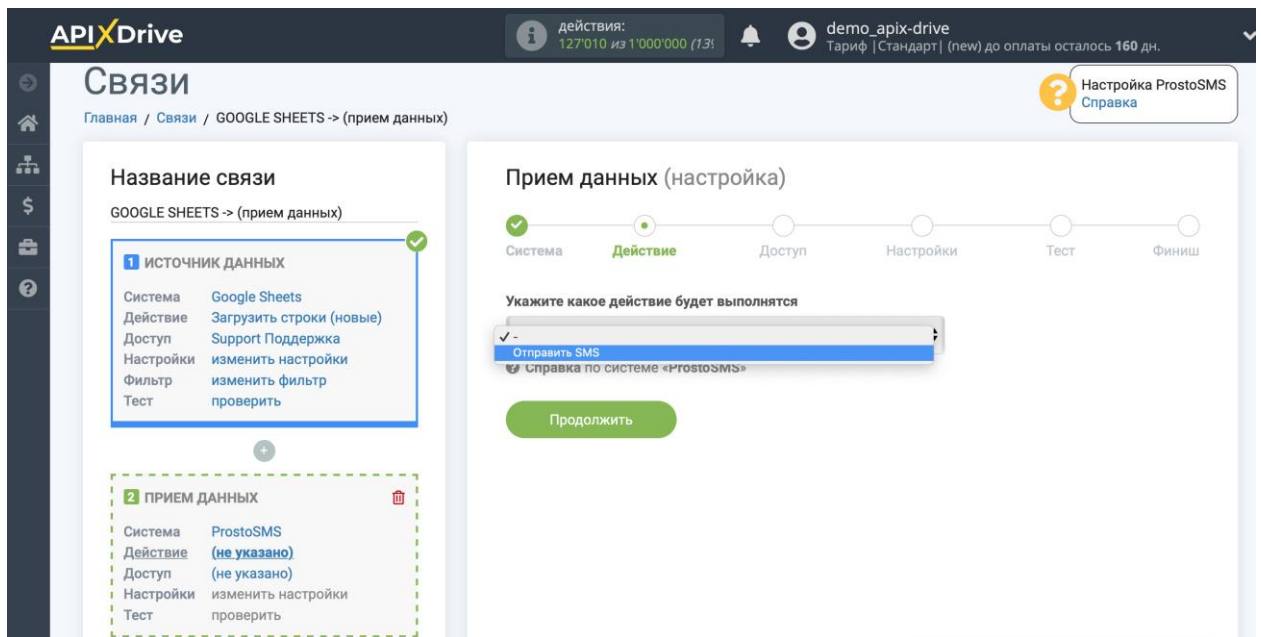 APIXDrive
действия:
127'010 из 1'000'000 (139
demo_apix-drive
Тариф |Стандарт| (new) до оплаты осталось 160 дн.
Связи
Главная / Связи / GOOGLE SHEETS -> (прием данных)
Настройка ProstoSMS
Справка
Название связи
GOOGLE SHEETS -> (прием данных)
1 ИСТОЧНИК ДАННЫХ
Система Google Sheets
Действие Загрузить строки (новые)
Доступ Support Поддержка
Настройки изменить настройки
Фильтр изменить фильтр
Тест проверить
2 ПРИЕМ ДАННЫХ
Система ProstoSMS
Действие (не указано)
Доступ (не указано)
Настройки изменить настройки
Тест проверить
Прием данных (настройка)
Система Действие Доступ Настройки Тест Финиш
Укажите какое действие будет выполнятся
-
Отправить SMS
Справка по системе «ProstoSMS»
Продолжить